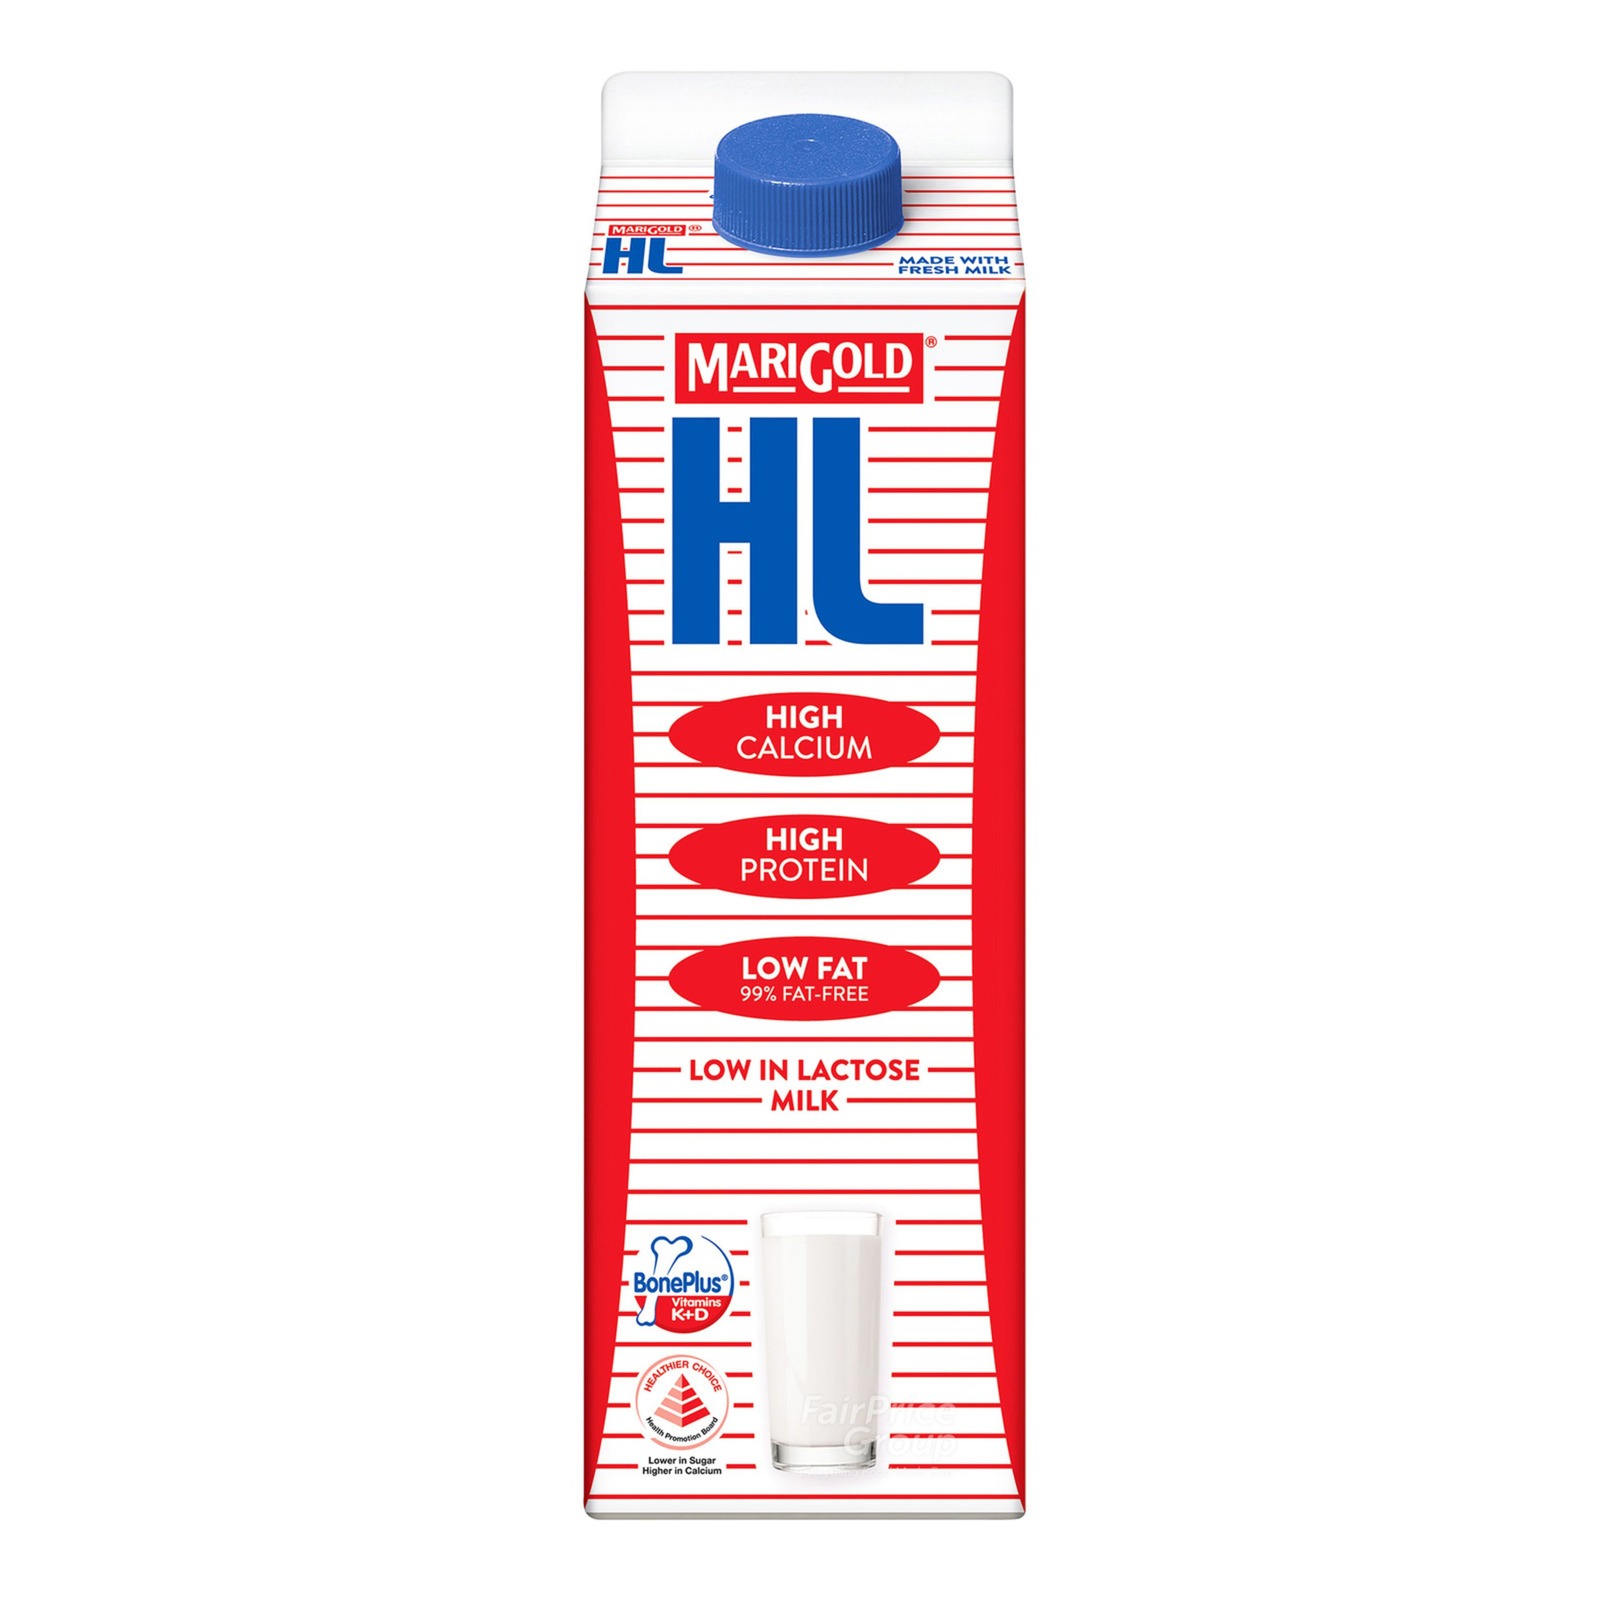 MARIGOLD ®
HL
MADE WITH
FRESH MILK
MARIGOLD®
HL
HIGH
CALCIUM
HIGH
PROTEIN
LOW FAT
99% FAT-FREE
LOW IN LACTOSE
MILK
BonePlus®
Vitamins
K+D
HEALTHIER CHOICE
Health Promotion Board
Lower in Sugar
Higher in Calcium
FairPrice
Group